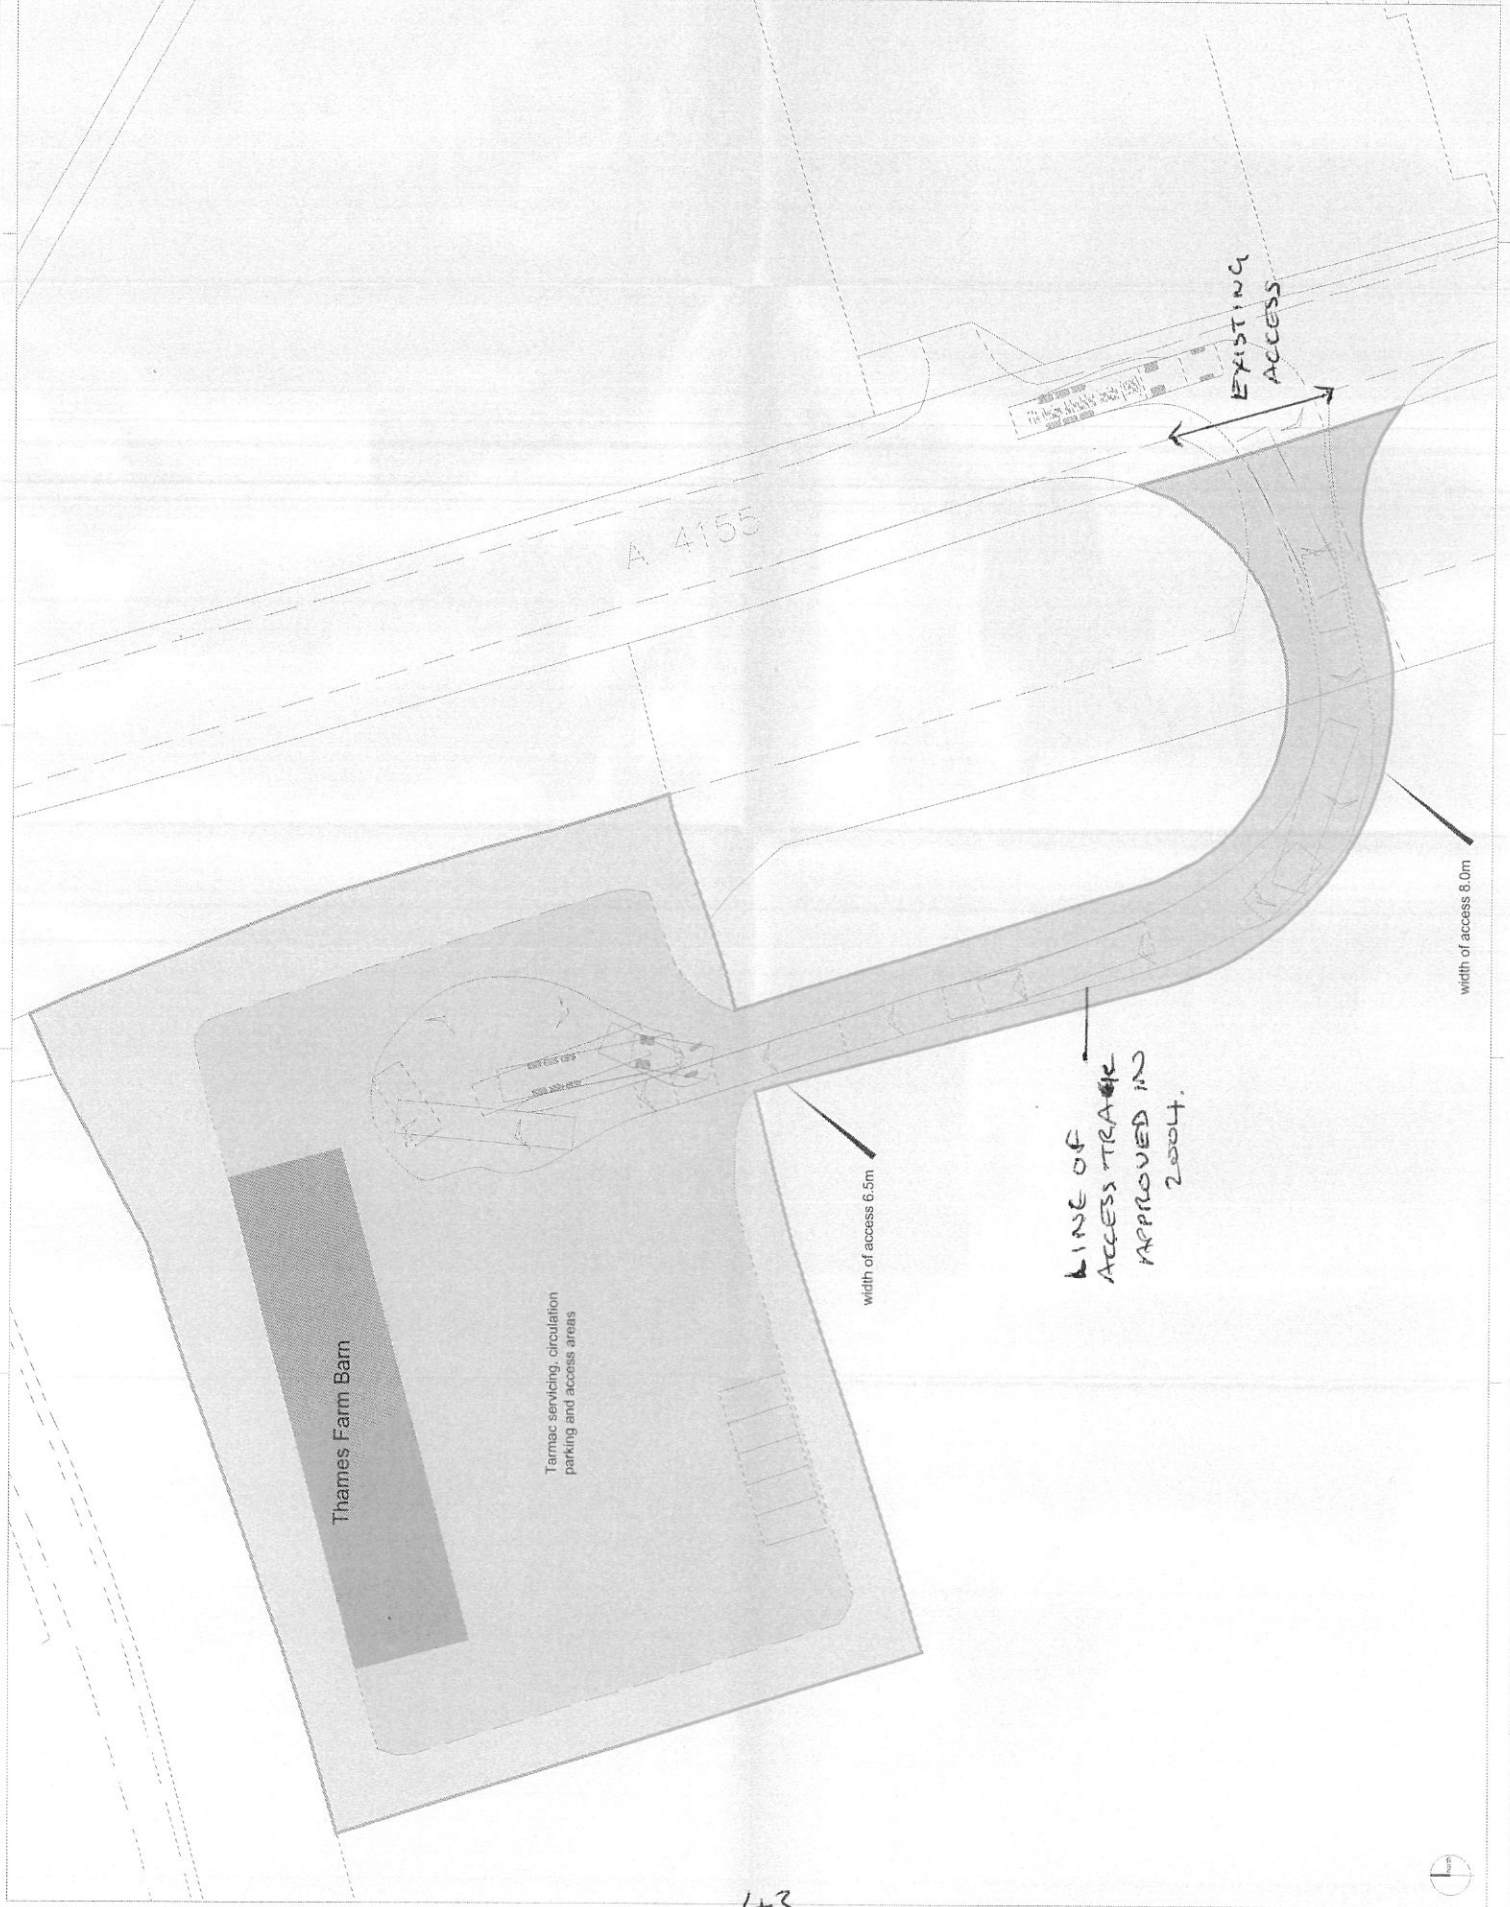 A 4155
EXISTING
ACCESS
width of access 8.0m
LINE OF
ACCESS TRACK
APPROVED IN
2004.
width of access 6.5m
Thames Farm Barn
Tarmac servicing, circulation
parking and access areas
north